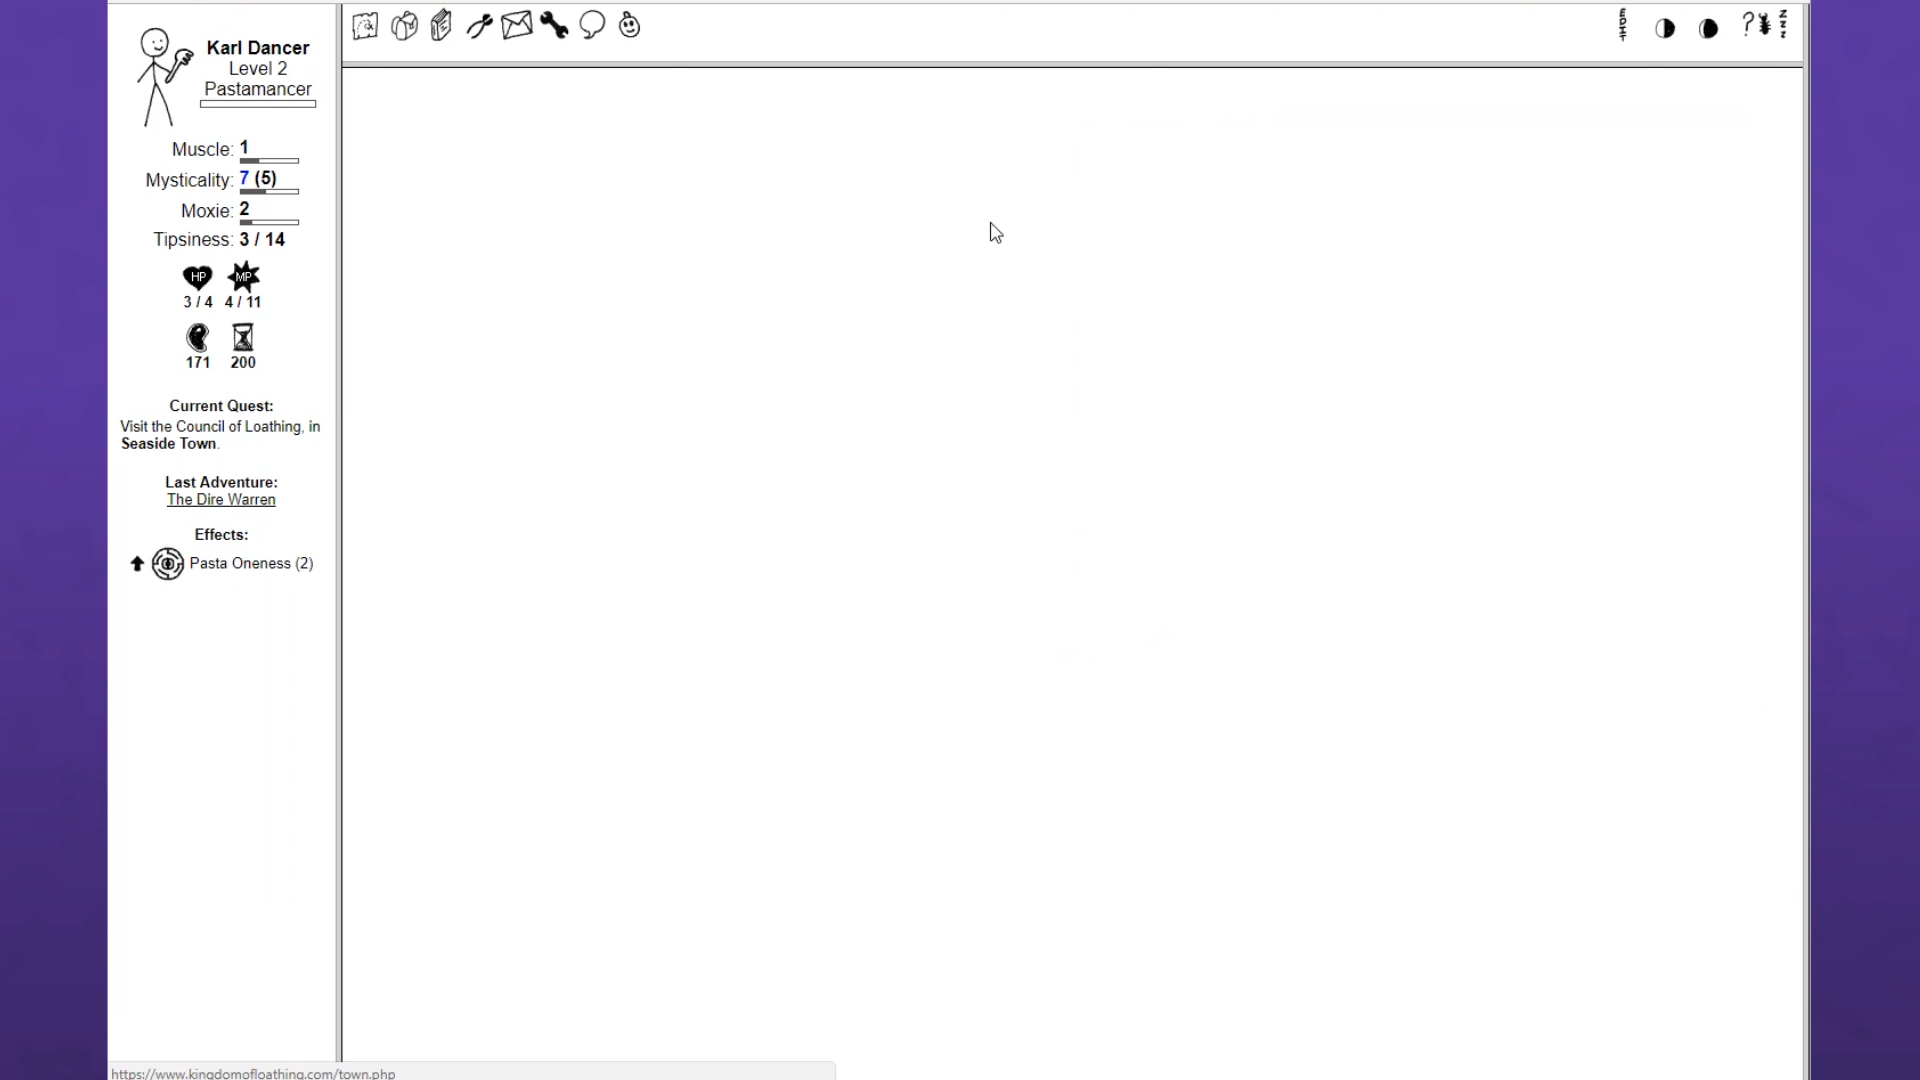 Karl Dancer
Level 2
Pastamancer
Muscle: 1
Mysticality: 7 (5)
Moxie: 2
Tipsiness: 3 / 14
HP MP
3 / 4 4 / 11
171 200
Current Quest:
Visit the Council of Loathing, in
Seaside Town.
Last Adventure:
The Dire Warren
Effects:
Pasta Oneness (2)
EDIT
?
ZZZ
https://www.kingdomofloathing.com/town.php